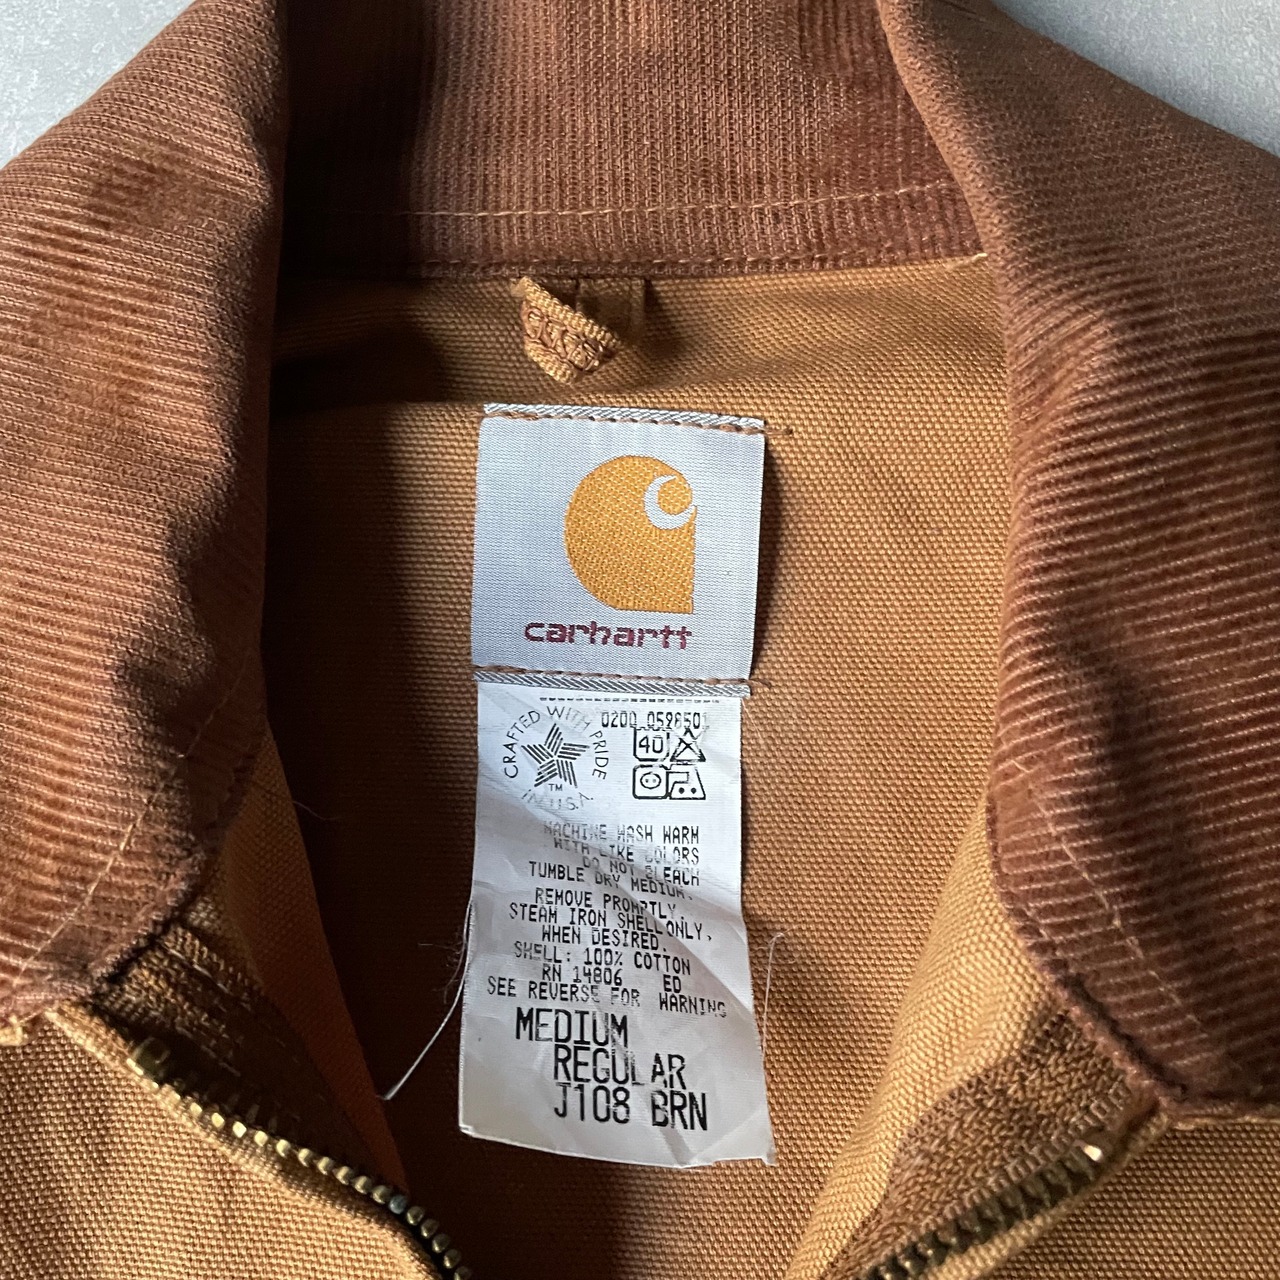 carhartt
CRAFTED WITH PRIDE
IN U.S.A.
TM
0200 0598501
40
MACHINE WASH WARM
WITH LIKE COLORS
DO NOT BLEACH
TUMBLE DRY MEDIUM.
REMOVE PROMPTLY.
STEAM IRON SHELL ONLY,
WHEN DESIRED.
SHELL: 100% COTTON
RN 14806 ED
SEE REVERSE FOR WARNING
MEDIUM
REGULAR
J108 BRN